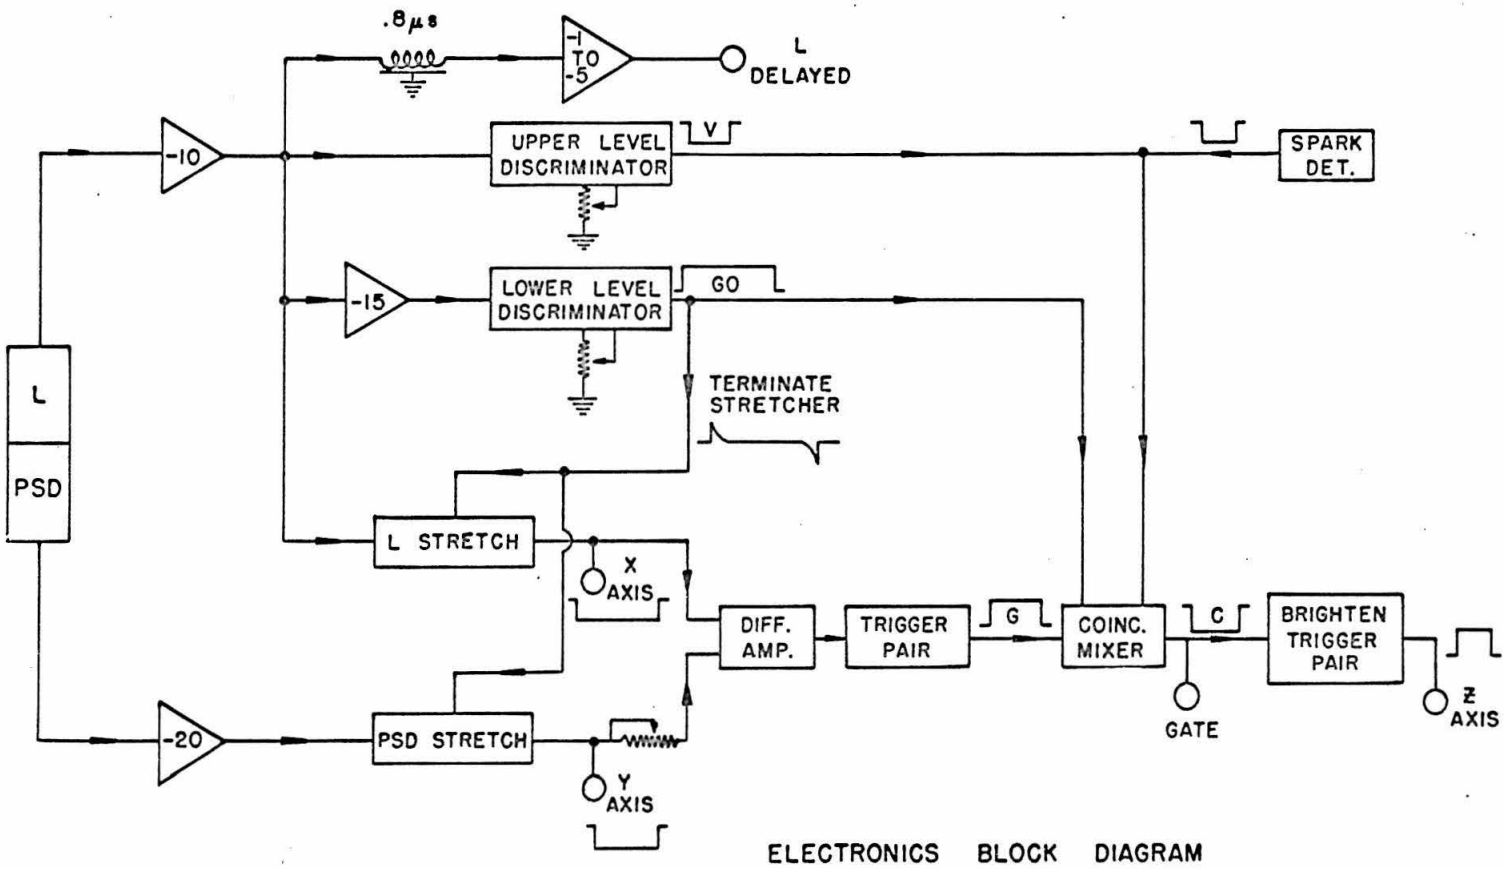 .8μs
-1
TO
-5
L
DELAYED
-10
UPPER LEVEL
DISCRIMINATOR
V
SPARK
DET.
-15
LOWER LEVEL
DISCRIMINATOR
GO
TERMINATE
STRETCHER
L
PSD
L STRETCH
X
AXIS
DIFF.
AMP.
TRIGGER
PAIR
G
COINC.
MIXER
C
BRIGHTEN
TRIGGER
PAIR
GATE
Z
AXIS
-20
PSD STRETCH
Y
AXIS
ELECTRONICS BLOCK DIAGRAM